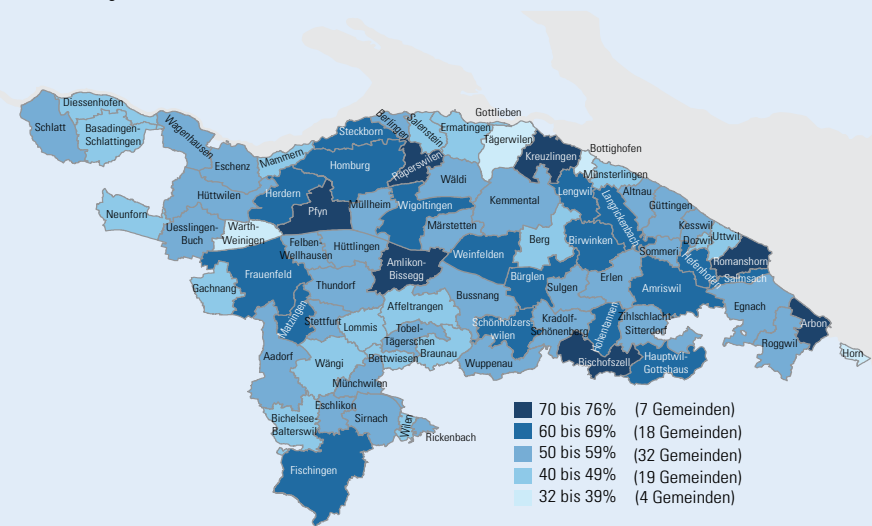 Gottlieben
Diessenhofen
Schlatt
Basadingen-
Schlattingen
Wagenhausen
Berlingen
Salenstein
Ermatingen
Steckborn
Tägerwilen
Kreuzlingen
Bottighofen
Eschenz
Mammern
Homburg
Raperswilen
Münsterlingen
Wäldi
Hüttwilen
Herdern
Lengwil
Langrickenbach
Altnau
Neunforn
Pfyn
Müllheim
Wigoltingen
Kemmental
Güttingen
Uesslingen-
Buch
Warth-
Weiningen
Märstetten
Kesswil
Dozwil
Uttwil
Felben-
Wellhausen
Hüttlingen
Berg
Birwinken
Sommeri
Hefenhofen
Romanshorn
Frauenfeld
Amlikon-
Bissegg
Weinfelden
Salmsach
Gachnang
Thundorf
Bürglen
Sulgen
Erlen
Amriswil
Matzingen
Stettfurt
Affeltrangen
Bussnang
Egnach
Lommis
Tobel-
Tägerschen
Schönholzers-
wilen
Kradolf-
Schönenberg
Hohentannen
Zihlschlacht-
Sitterdorf
Arbon
Aadorf
Wängi
Bettwiesen
Braunau
Wuppenau
Bischofszell
Hauptwil-
Gottshaus
Roggwil
Horn
Münchwilen
Eschlikon
Bichelsee-
Balterswil
Sirnach
Wilen
Rickenbach
Fischingen
70 bis 76% (7 Gemeinden)
60 bis 69% (18 Gemeinden)
50 bis 59% (32 Gemeinden)
40 bis 49% (19 Gemeinden)
32 bis 39% (4 Gemeinden)